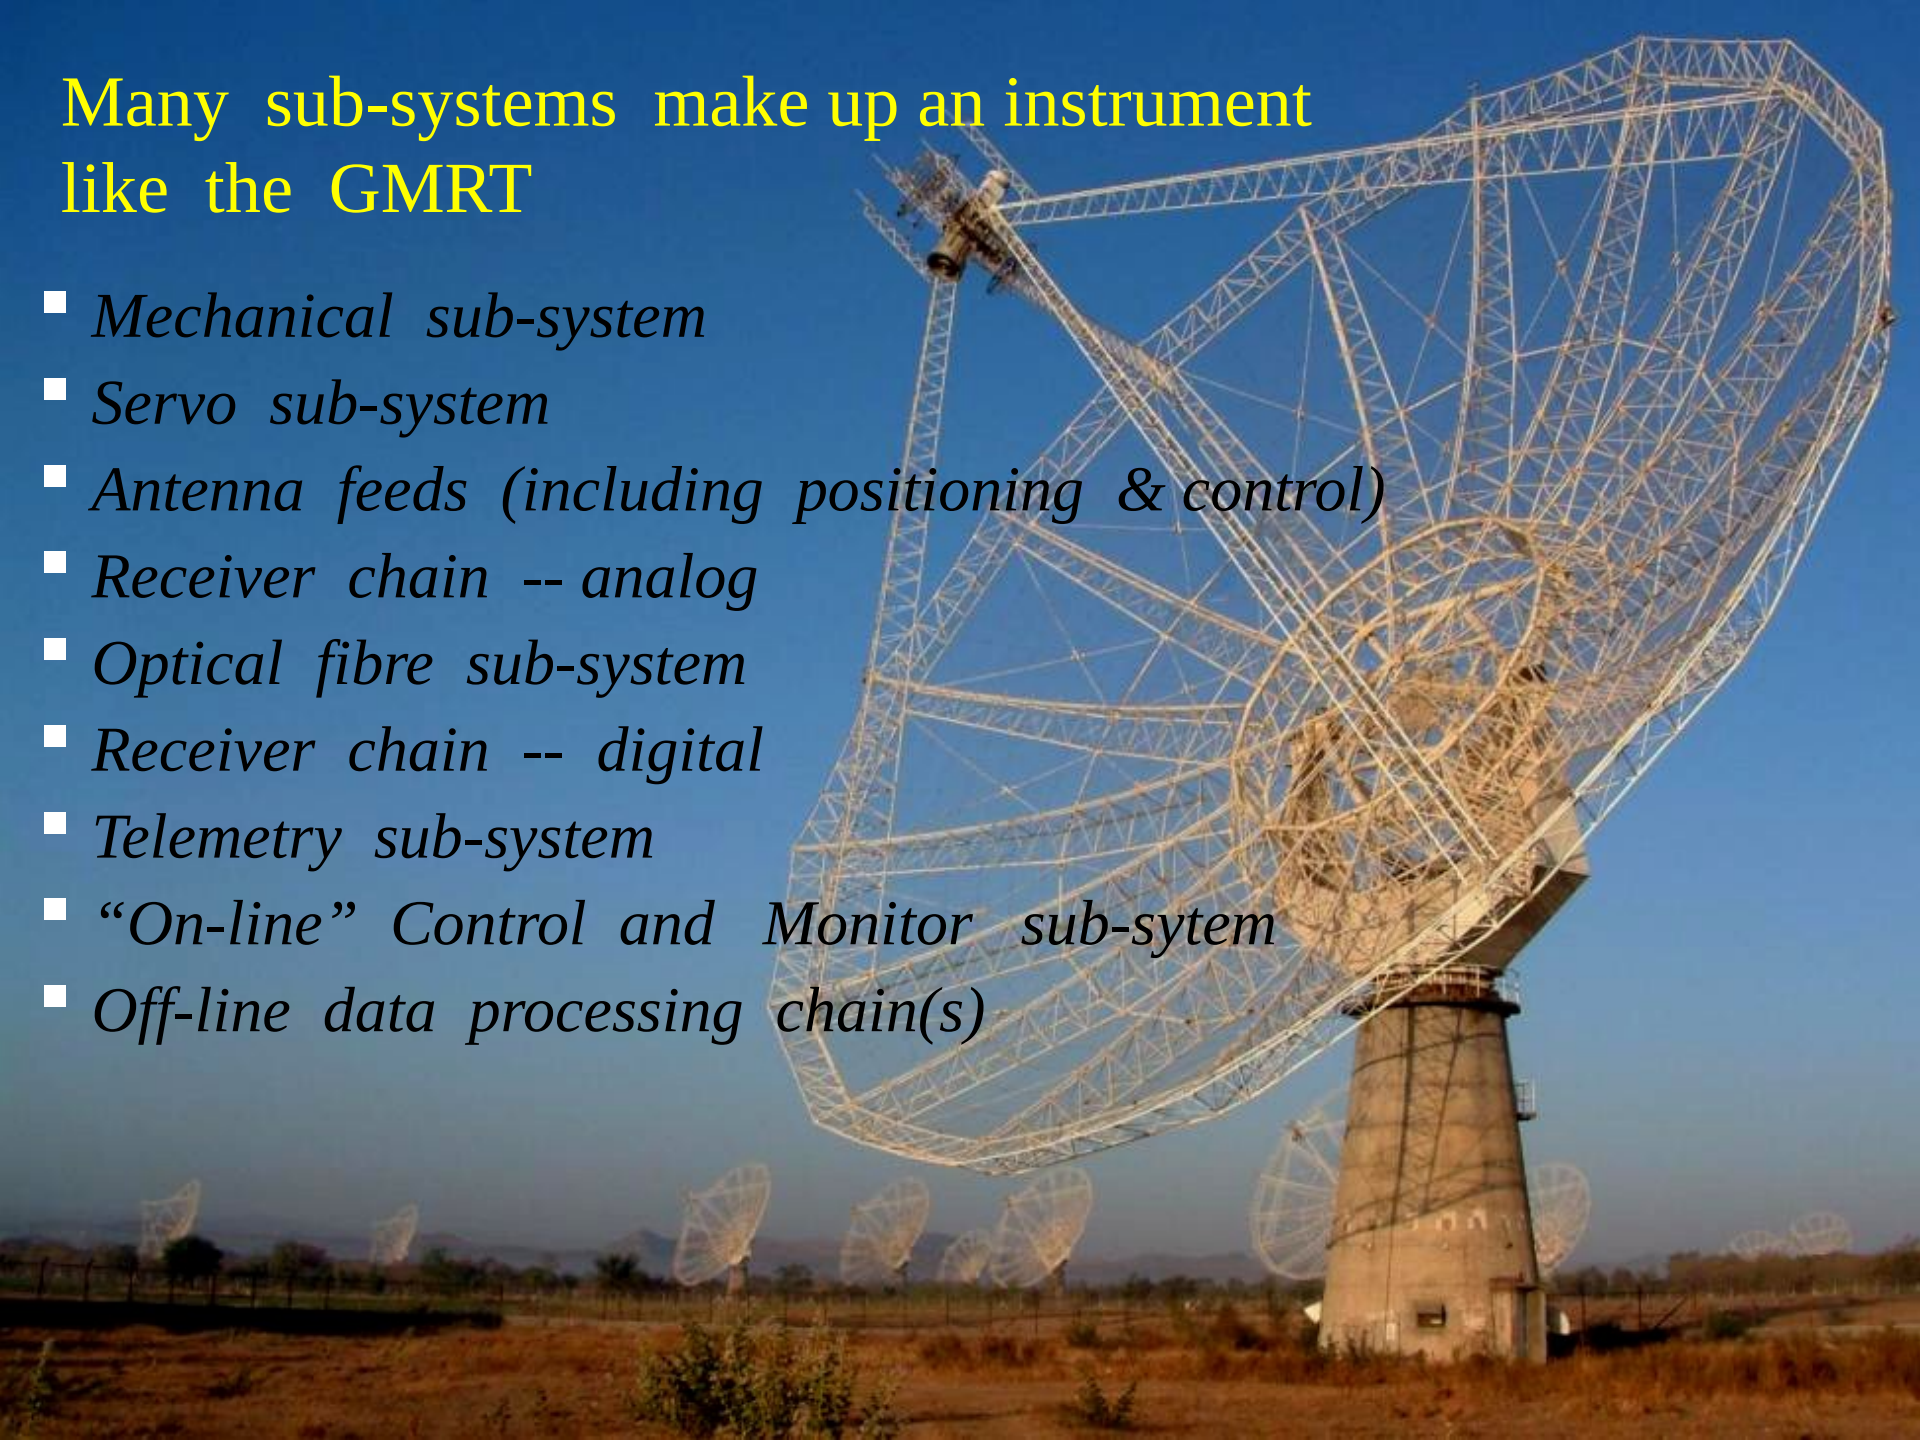 Many sub-systems make up an instrument
like the GMRT
Mechanical sub-system
Servo sub-system
Antenna feeds (including positioning & control)
Receiver chain -- analog
Optical fibre sub-system
Receiver chain -- digital
Telemetry sub-system
“On-line” Control and Monitor sub-sytem
Off-line data processing chain(s)